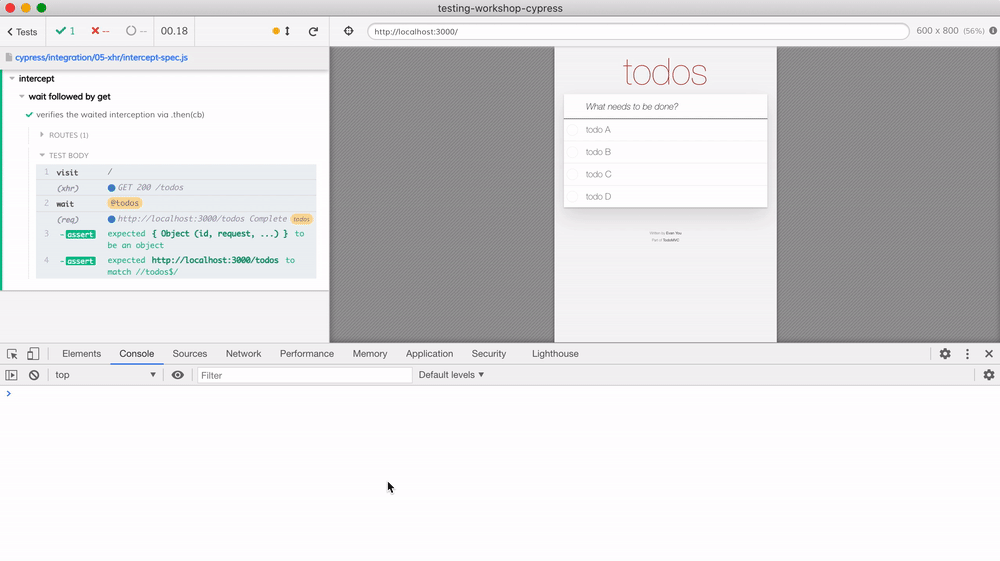 testing-workshop-cypress
Tests
1
--
--
00.18
http://localhost:3000/
600 x 800 (56%)
cypress/integration/05-xhr/intercept-spec.js
intercept
wait followed by get
verifies the waited interception via .then(cb)
ROUTES (1)
TEST BODY
1 visit /
(xhr) GET 200 /todos
2 wait @todos
(req) http://localhost:3000/todos Complete todos
3 -assert expected { Object (id, request, ...) } to
be an object
4 -assert expected http://localhost:3000/todos to
match //todos$/
todos
What needs to be done?
todo A
todo B
todo C
todo D
Written by Evan You
Part of TodoMVC
Elements Console Sources Network Performance Memory Application Security Lighthouse
top Filter Default levels